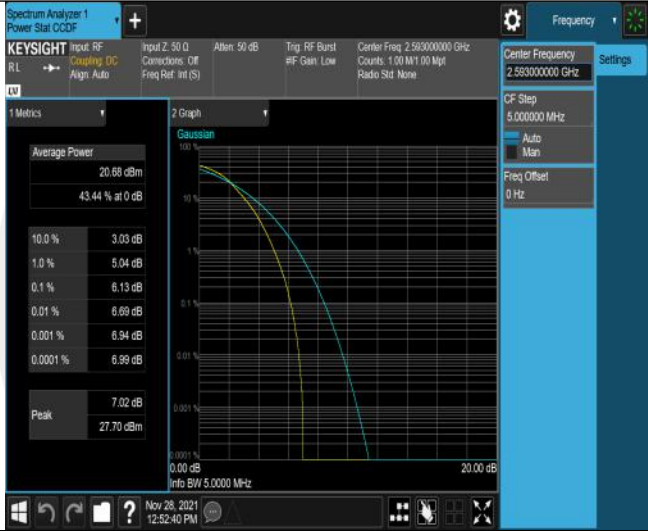 Spectrum Analyzer 1
Power Stat CCDF
+
Frequency
KEYSIGHT
RL
LV
Input: RF
Coupling: DC
Align: Auto
Input Z: 50 Ω
Corrections: Off
Freq Ref: Int (S)
Atten: 50 dB
Trig: RF Burst
#IF Gain: Low
Center Freq: 2.593000000 GHz
Counts: 1.00 M/1.00 Mpt
Radio Std: None
Center Frequency
2.593000000 GHz
Settings
CF Step
5.000000 MHz
Auto
Man
Freq Offset
0 Hz
1 Metrics
Average Power
20.68 dBm
43.44 % at 0 dB
10.0 % 3.03 dB
1.0 % 5.04 dB
0.1 % 6.13 dB
0.01 % 6.69 dB
0.001 % 6.94 dB
0.0001 % 6.99 dB
Peak
7.02 dB
27.70 dBm
2 Graph
Gaussian
100 %
10 %
1 %
0.1 %
0.01 %
0.001 %
0.0001 %
0.00 dB 20.00 dB
Info BW 5.0000 MHz
?
Nov 28, 2021
12:52:40 PM